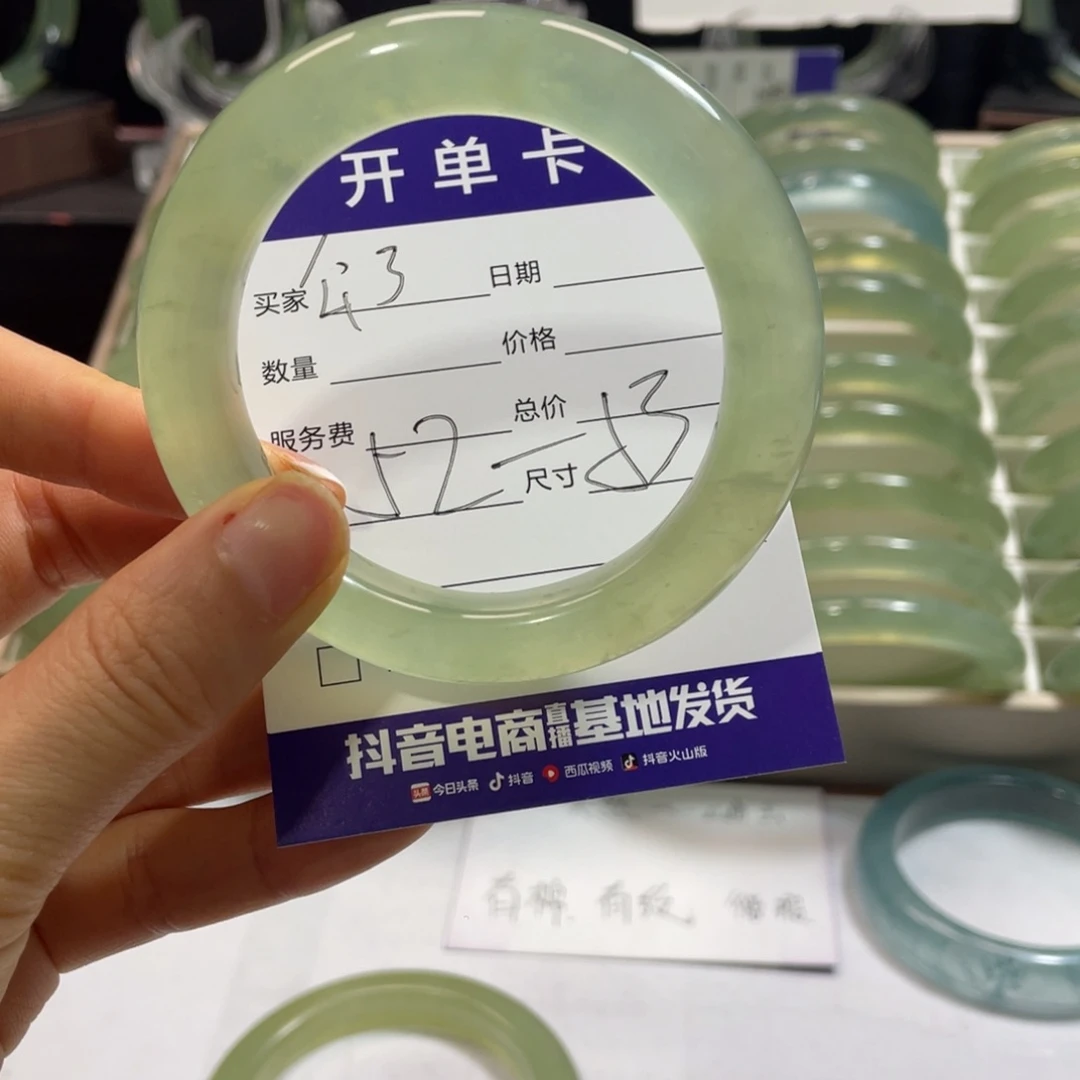 开单卡
买家 43 日期
数量 价格
服务费 总价
52-53 尺寸
抖音电商直播基地发货
头条 今日头条 抖音 西瓜视频 抖音火山版
有棉 有纹